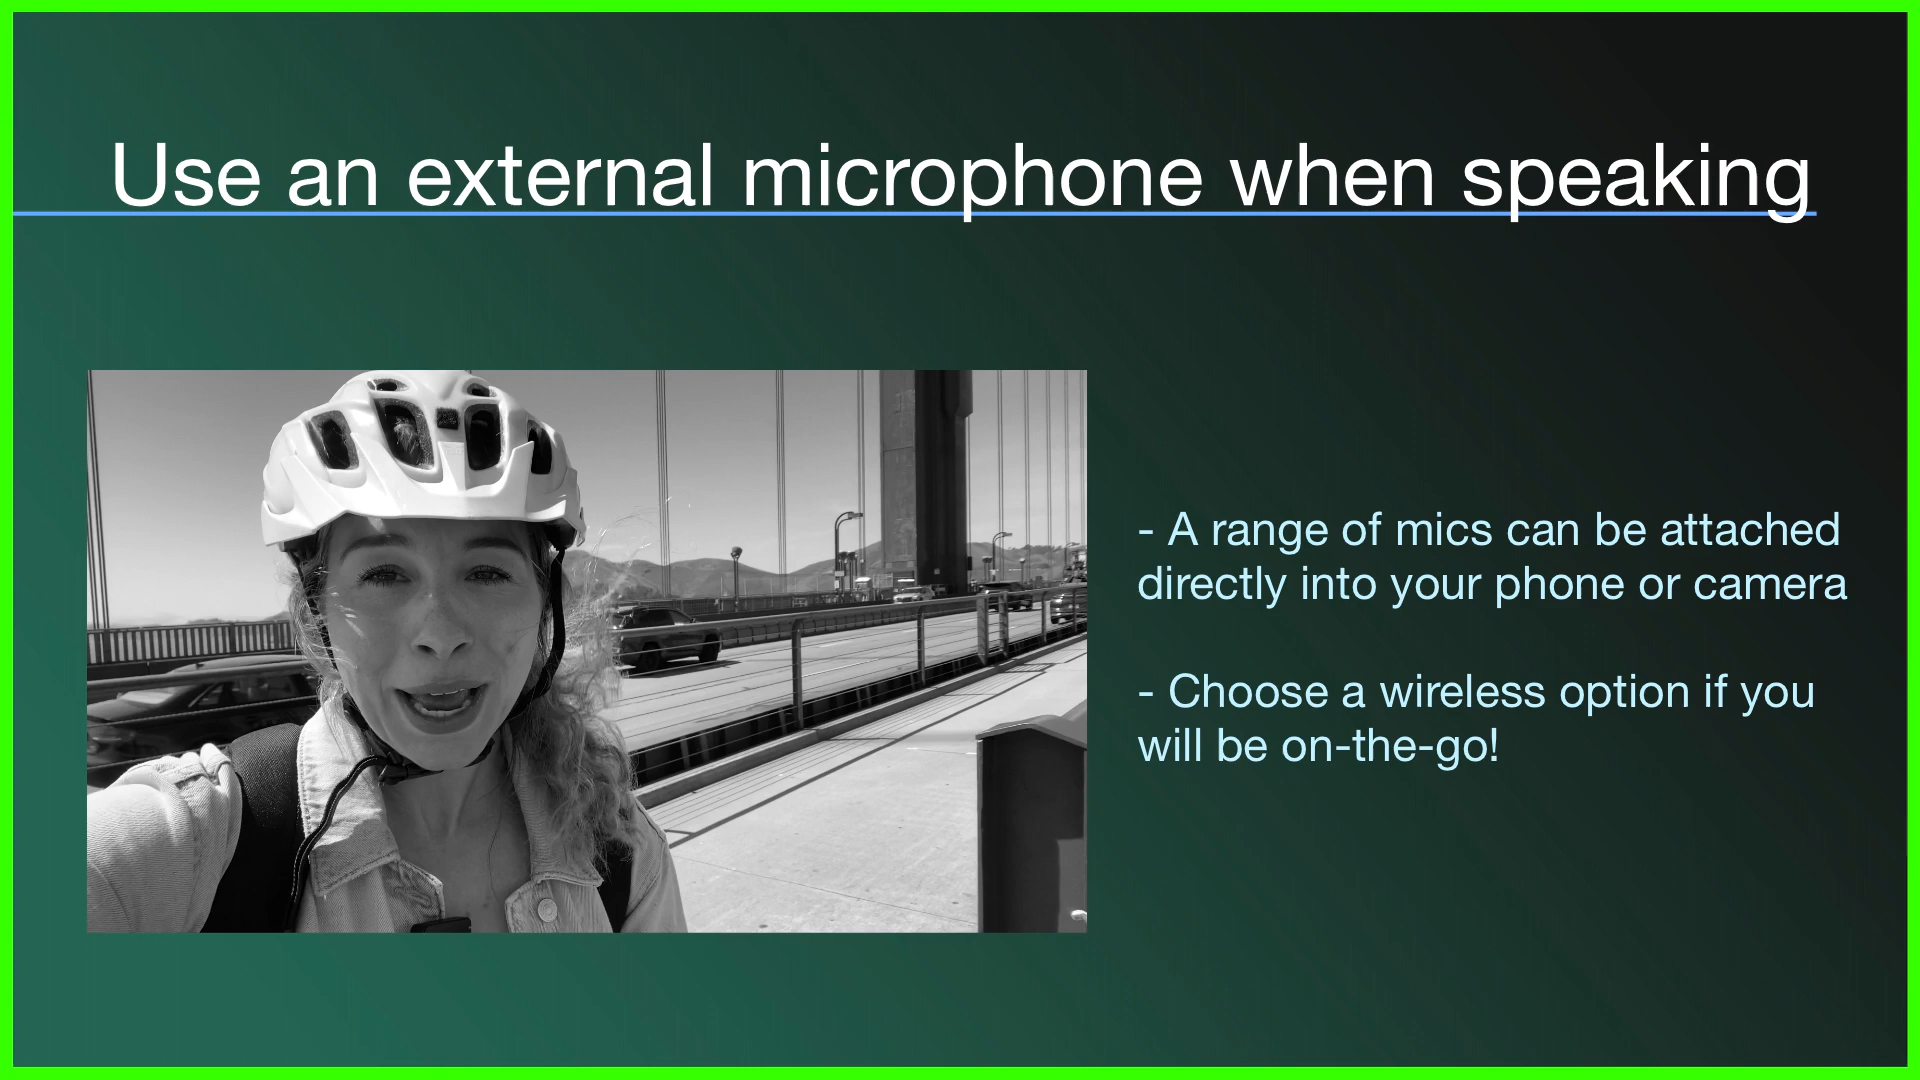 Use an external microphone when speaking
- A range of mics can be attached
directly into your phone or camera
- Choose a wireless option if you
will be on-the-go!